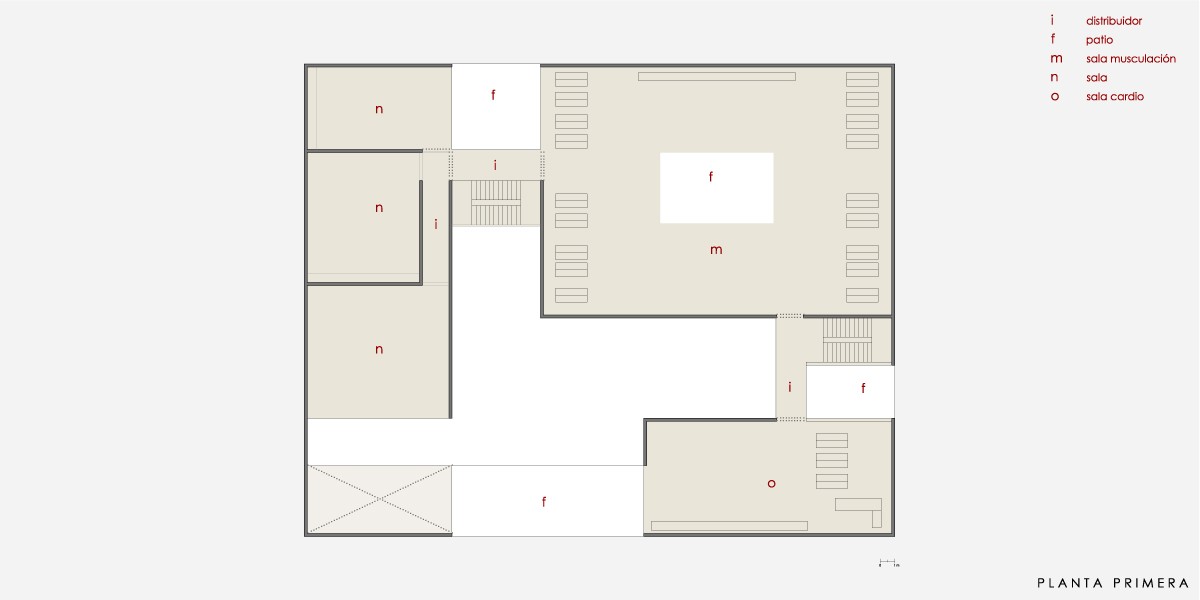 i distribuidor
f patio
m sala musculación
n sala
o sala cardio
f
n
i
f
n
i
m
n
i
f
o
f
0 1m
PLANTA PRIMERA